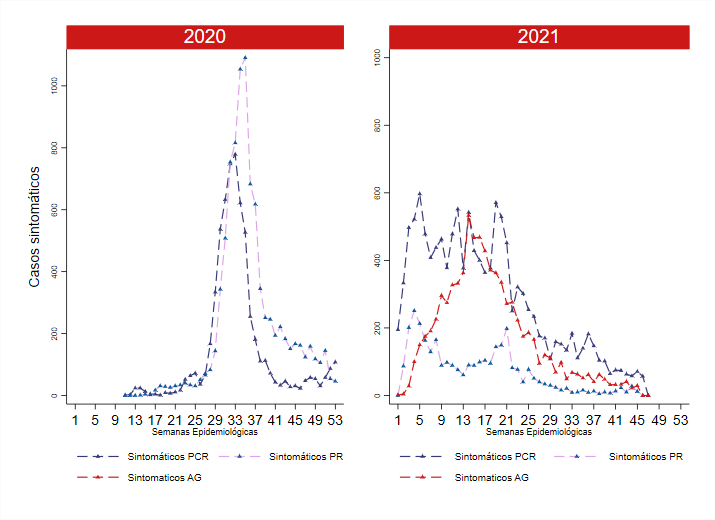 2020
2021
Casos sintomáticos
0 200 400 600 800 1000
0 200 400 600 800 1000
1 5 9 13 17 21 25 29 33 37 41 45 49 53
1 5 9 13 17 21 25 29 33 37 41 45 49 53
Semanas Epidemiológicas
Semanas Epidemiológicas
Sintomáticos PCR
Sintomáticos PR
Sintomaticos AG
Sintomáticos PCR
Sintomáticos PR
Sintomaticos AG